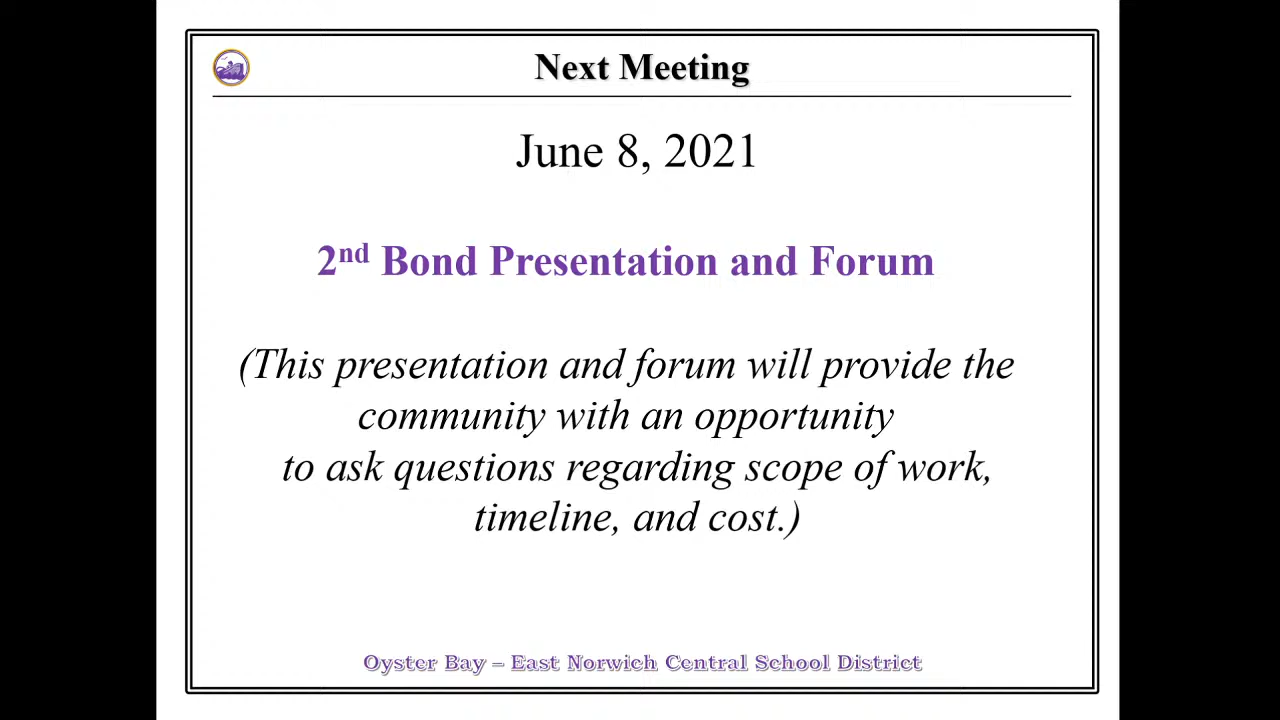 Next Meeting
June 8, 2021
2nd Bond Presentation and Forum
(This presentation and forum will provide the
community with an opportunity
to ask questions regarding scope of work,
timeline, and cost.)
Oyster Bay – East Norwich Central School District